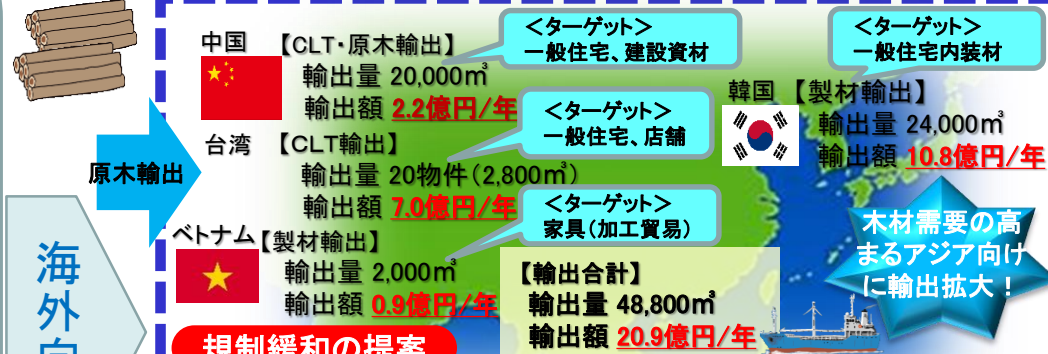 中国 【CLT・原木輸出】
輸出量 20,000㎥
輸出額 2.2億円/年
＜ターゲット＞
一般住宅、建設資材
台湾 【CLT輸出】
輸出量 20物件(2,800㎥)
輸出額 7.0億円/年
＜ターゲット＞
一般住宅、店舗
ベトナム【製材輸出】
輸出量 2,000㎥
輸出額 0.9億円/年
＜ターゲット＞
家具(加工貿易)
＜ターゲット＞
一般住宅内装材
韓国 【製材輸出】
輸出量 24,000㎥
輸出額 10.8億円/年
原木輸出
木材需要の高
まるアジア向け
に輸出拡大！
【輸出合計】
輸出量 48,800㎥
輸出額 20.9億円/年
海外向
規制緩和の提案